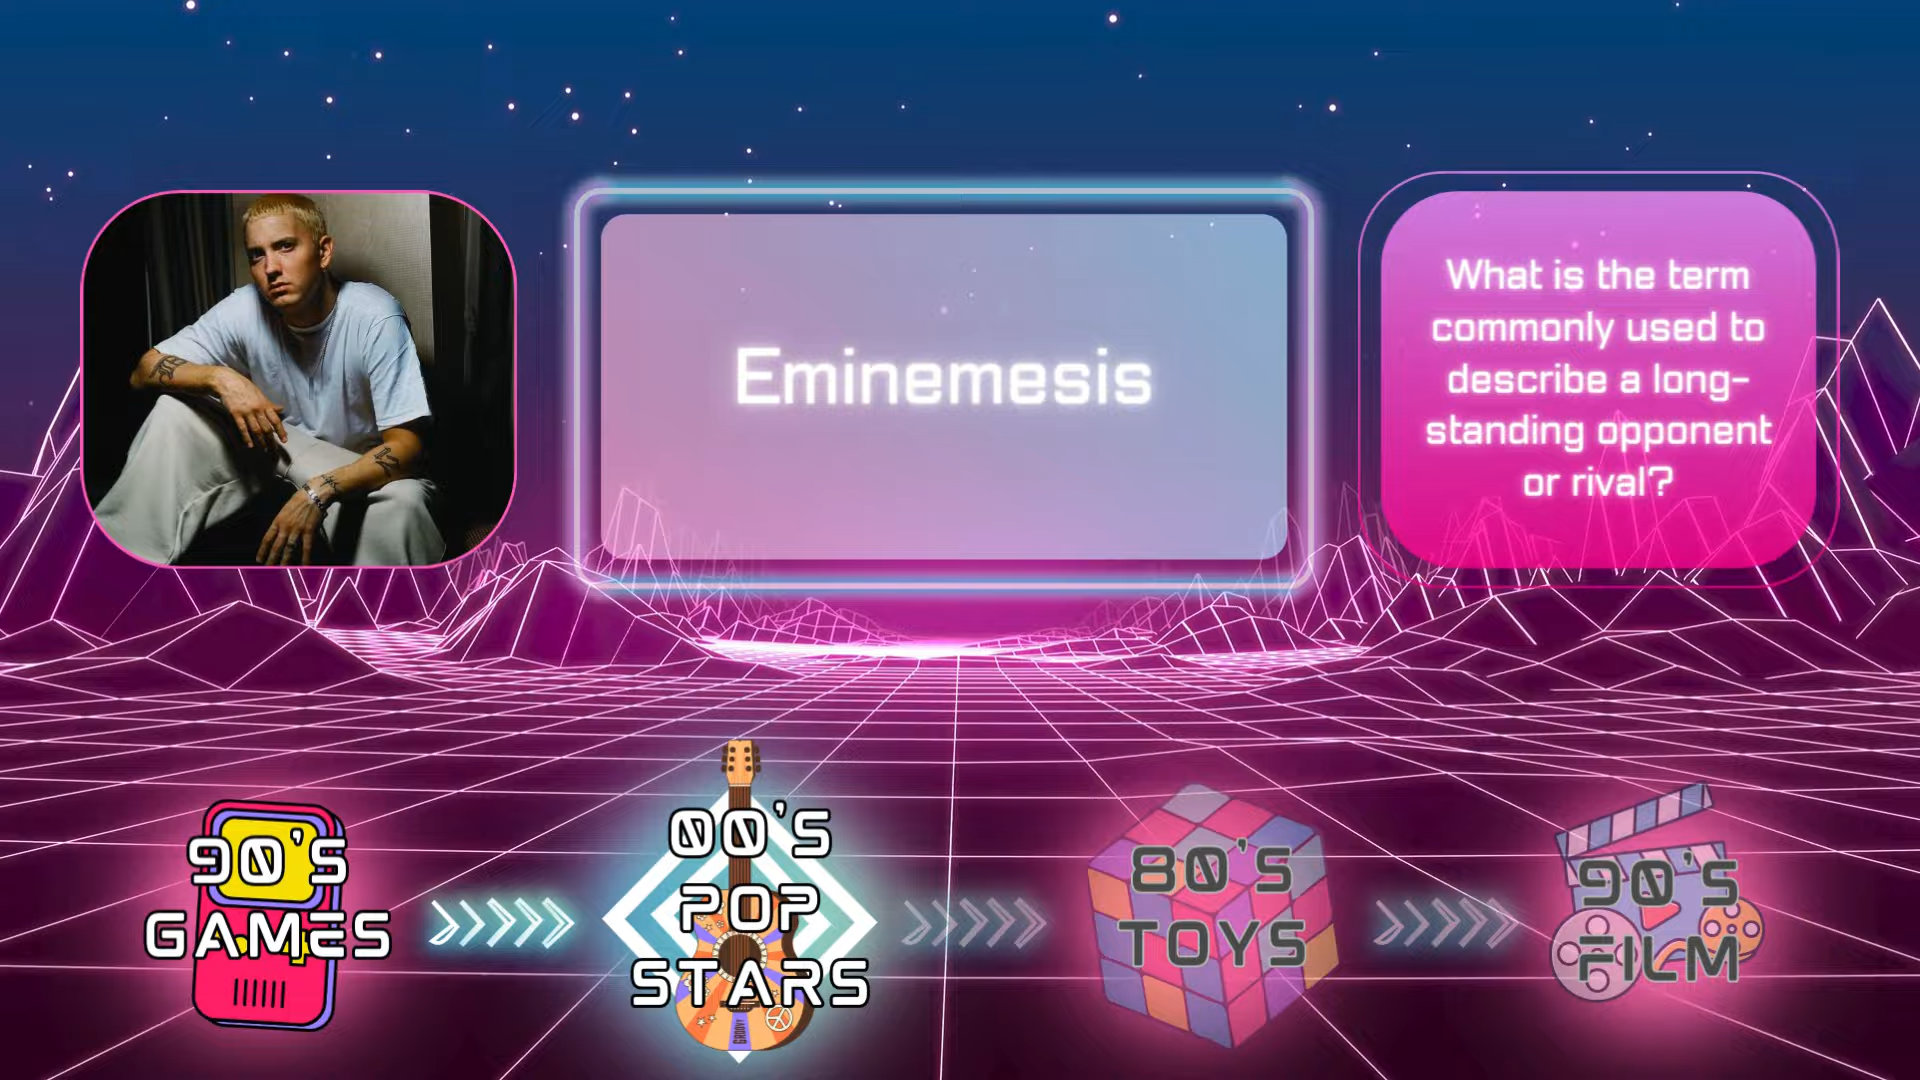 Eminemesis
What is the term
commonly used to
describe a long-
standing opponent
or rival?
90's
GAMES
00's
POP
STARS
GROOVY
80's
TOYS
90's
FILM